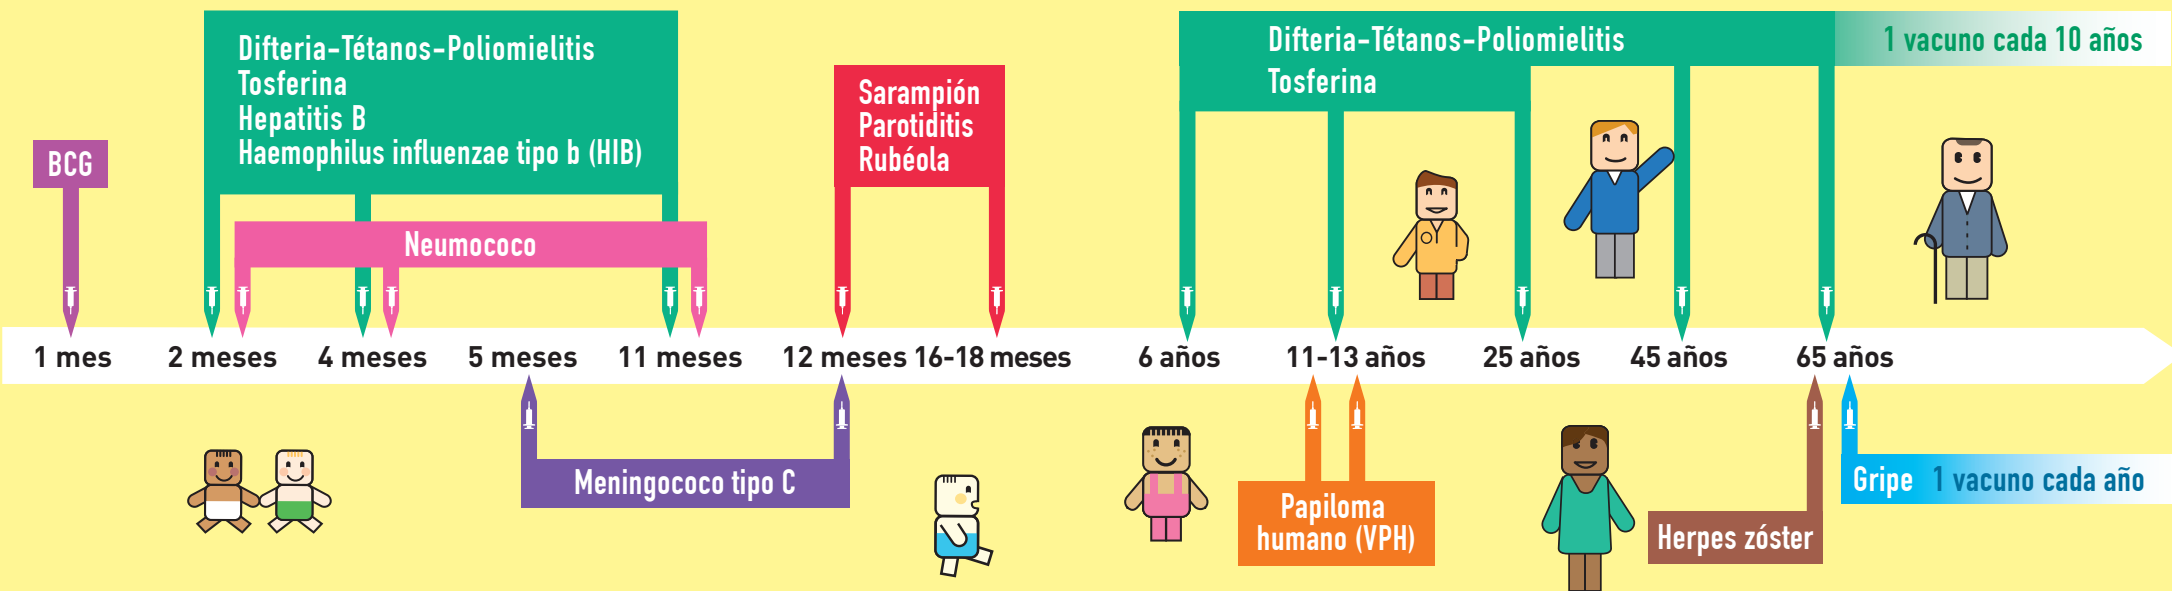 BCG
Difteria-Tétanos-Poliomielitis
Tosferina
Hepatitis B
Haemophilus influenzae tipo b (HIB)
Neumococo
Sarampión
Parotiditis
Rubéola
Difteria-Tétanos-Poliomielitis
Tosferina
1 vacuno cada 10 años
1 mes
2 meses
4 meses
5 meses
11 meses
12 meses
16-18 meses
6 años
11-13 años
25 años
45 años
65 años
Meningococo tipo C
Papiloma
humano (VPH)
Herpes zóster
Gripe 1 vacuno cada año